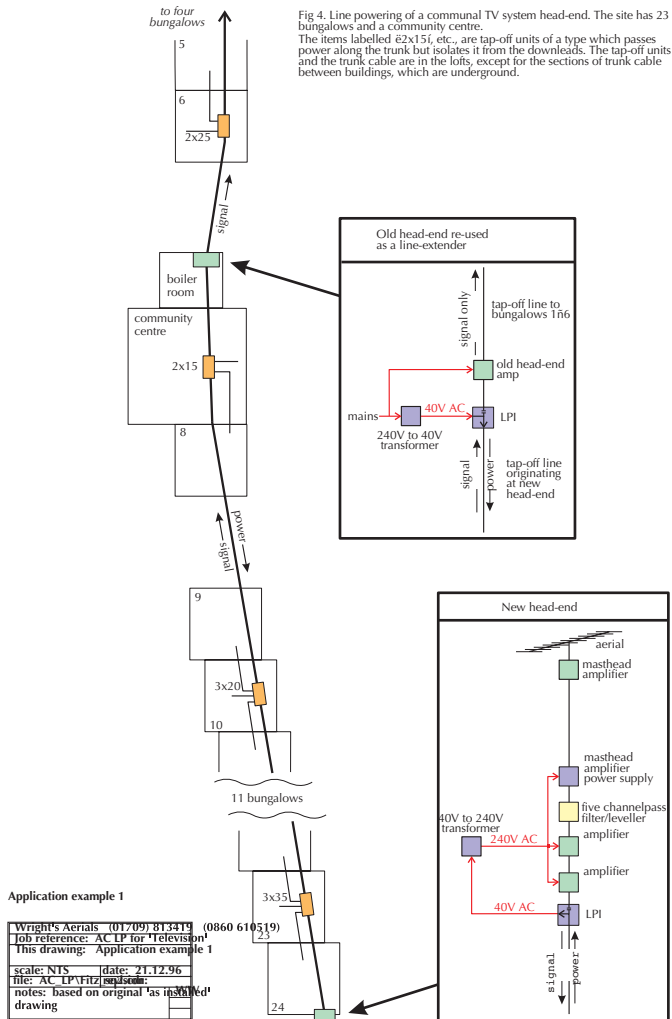 to four
bungalows
Fig 4. Line powering of a communal TV system head-end. The site has 23
bungalows and a community centre.
The items labelled ë2x15í, etc., are tap-off units of a type which passes
power along the trunk but isolates it from the downleads. The tap-off units
and the trunk cable are in the lofts, except for the sections of trunk cable
between buildings, which are underground.
5
6
2x25
signal
boiler
room
community
centre
2x15
8
power
signal
9
3x20
10
11 bungalows
3x35
23
24
Old head-end re-used
as a line-extender
signal only
tap-off line to
bungalows 1ñ6
old head-end
amp
mains
40V AC
LPI
240V to 40V
transformer
signal
power
tap-off line
originating
at new
head-end
New head-end
aerial
masthead
amplifier
masthead
amplifier
power supply
five channelpass
filter/leveller
40V to 240V
transformer
240V AC
amplifier
amplifier
40V AC
LPI
signal
power
Application example 1
Wright's Aerials (01709) 813419 (0860 610519)
Job reference: AC LP for 'Television'
This drawing: Application example 1
scale: NTS
date: 21.12.96
file: AC_LP\Fitz
notes: based on original 'as installed'
drawing